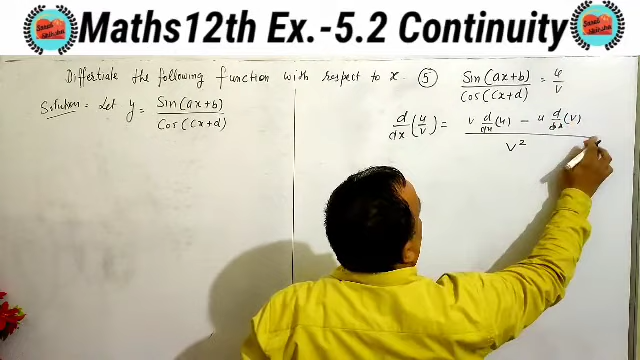 Maths12th Ex.-5.2 Continuity
Differtiate the following function with respect to x. ⑤ Sin(ax+b)/Cos(Cx+d) = u/v
Solution = Let y = Sin(ax+b)/Cos(Cx+d)
d/dx (u/v) = v d/dx (u) - u d/dx (v) / v²